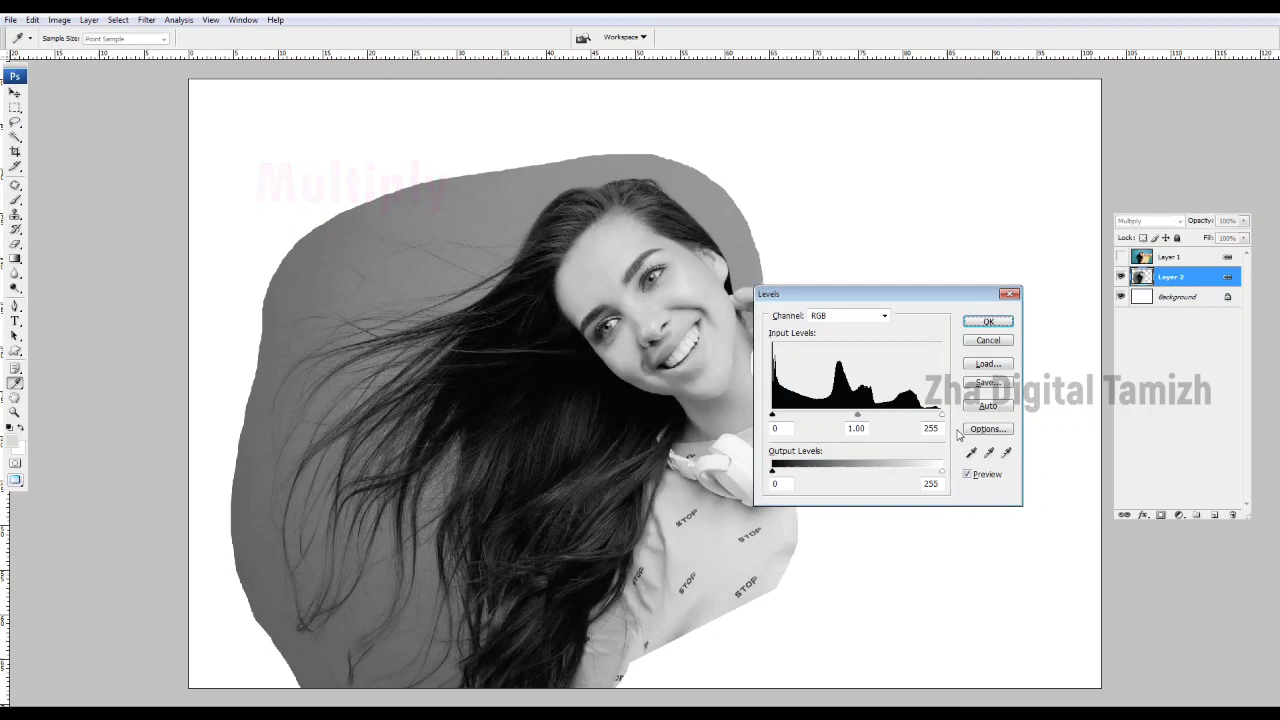 File Edit Image Layer Select Filter Analysis View Window Help
Sample Size: Point Sample Workspace
Ps
Multiply
STOP
STOP
STOP
STOP
STOP
Levels
Channel: RGB
Input Levels:
0 1.00 255
Output Levels:
0 255
OK
Cancel
Load...
Save...
Auto
Options...
Preview
Zha Digital Tamizh
Multiply Opacity: 100%
Lock: Fill: 100%
Layer 1
Layer 2
Background